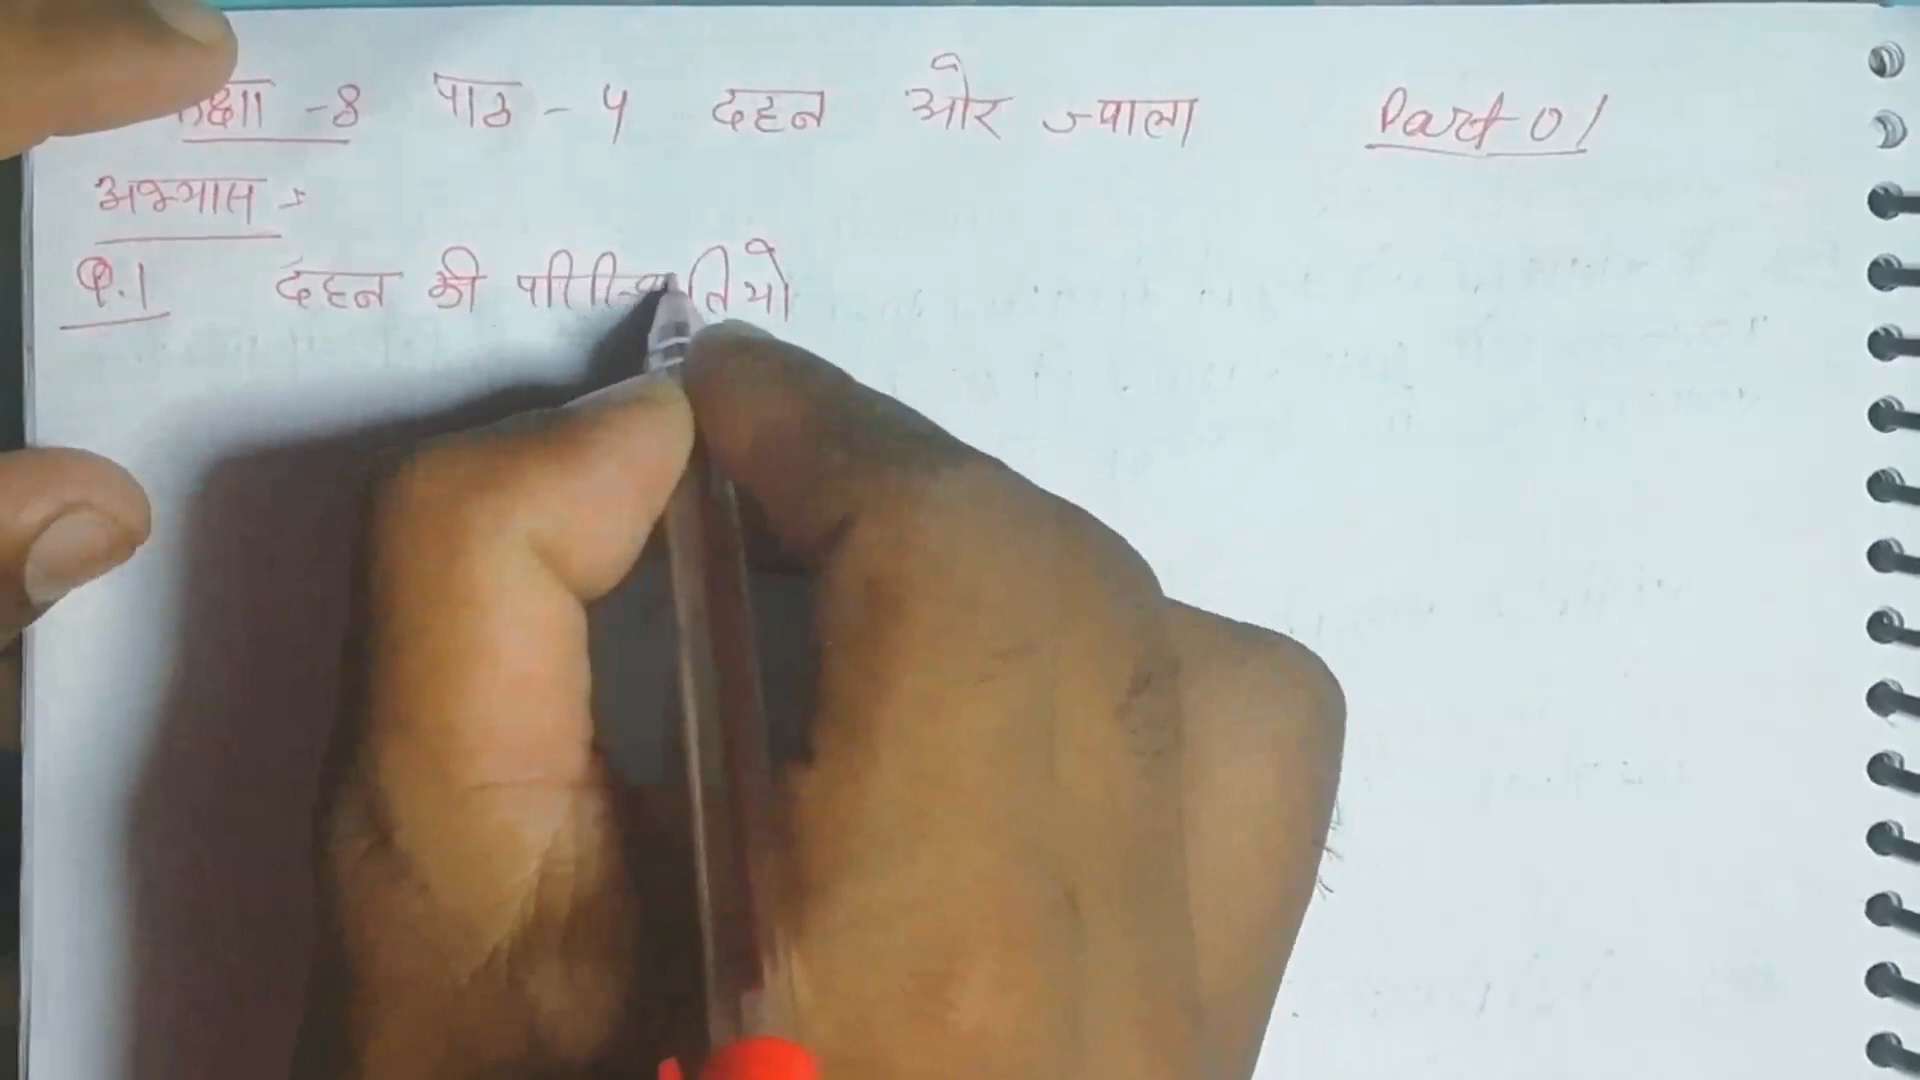 कक्षा -8 पाठ - 4 दहन और ज्वाला Part 01
अभ्यास :-
Q.1 दहन की परिस्थितियो